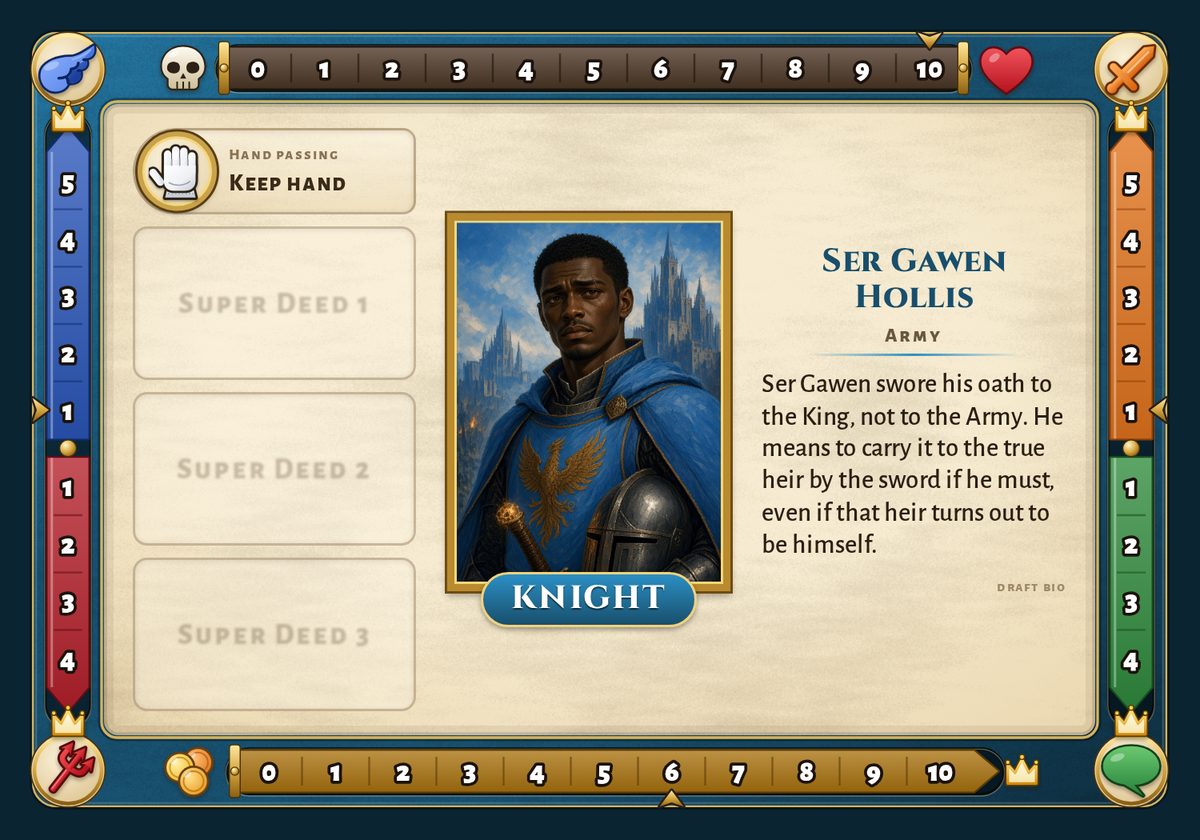 0 1 2 3 4 5 6 7 8 9 10
5
4
3
2
1
1
2
3
4
HAND PASSING
KEEP HAND
SUPER DEED 1
SUPER DEED 2
SUPER DEED 3
KNIGHT
SER GAWEN
HOLLIS
ARMY
Ser Gawen swore his oath to
the King, not to the Army. He
means to carry it to the true
heir by the sword if he must,
even if that heir turns out to
be himself.
DRAFT BIO
5
4
3
2
1
1
2
3
4
0 1 2 3 4 5 6 7 8 9 10